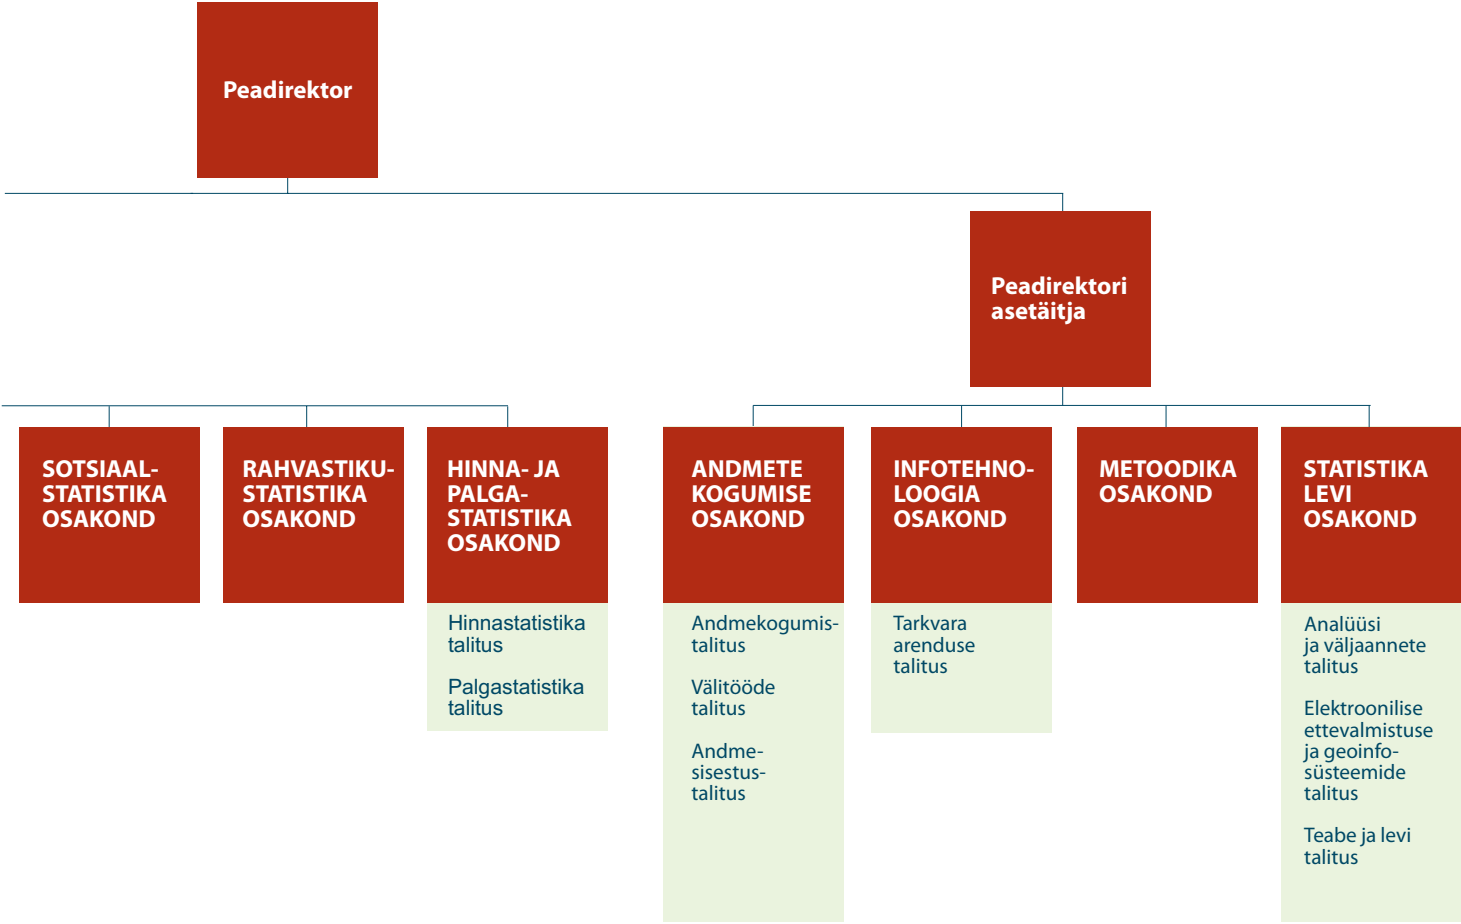 Peadirektor
Peadirektori
asetäitja
SOTSIAAL-
STATISTIKA
OSAKOND
RAHVASTIKU-
STATISTIKA
OSAKOND
HINNA- JA
PALGA-
STATISTIKA
OSAKOND
Hinnastatistika
talitus
Palgastatistika
talitus
ANDMETE
KOGUMISE
OSAKOND
Andmekogumis-
talitus
Välitööde
talitus
Andme-
sisestus-
talitus
INFOTEHNO-
LOOGIA
OSAKOND
Tarkvara
arenduse
talitus
METOODIKA
OSAKOND
STATISTIKA
LEVI
OSAKOND
Analüüsi
ja väljaannete
talitus
Elektroonilise
ettevalmistuse
ja geoinfo-
süsteemide
talitus
Teabe ja levi
talitus